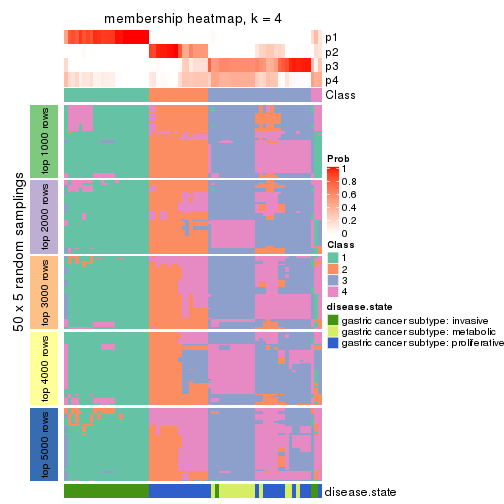 membership heatmap, k = 4
p1
p2
p3
p4
Class
50 x 5 random samplings
top 1000 rows
top 2000 rows
top 3000 rows
top 4000 rows
top 5000 rows
Prob
1
0.8
0.6
0.4
0.2
0
Class
1
2
3
4
disease.state
gastric cancer subtype: invasive
gastric cancer subtype: metabolic
gastric cancer subtype: proliferative
disease.state